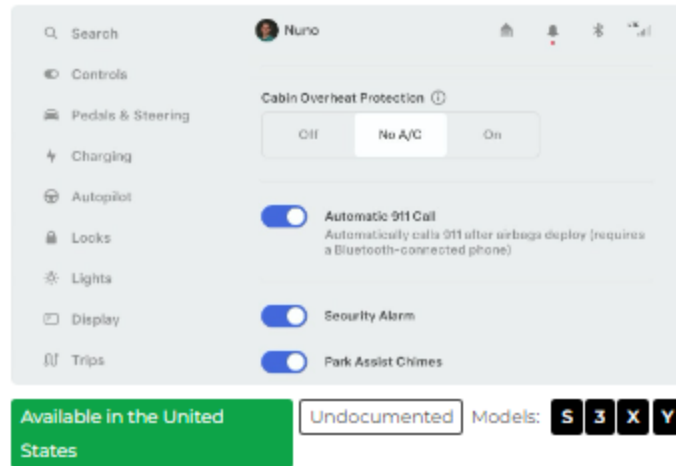 Search
Controls
Pedals & Steering
Charging
Autopilot
Locks
Lights
Display
Trips
Nuno
Cabin Overheat Protection
Off No A/C On
Automatic 911 Call
Automatically calls 911 after airbags deploy (requires
a Bluetooth-connected phone)
Security Alarm
Park Assist Chimes
Available in the United
States
Undocumented Models: S 3 X Y